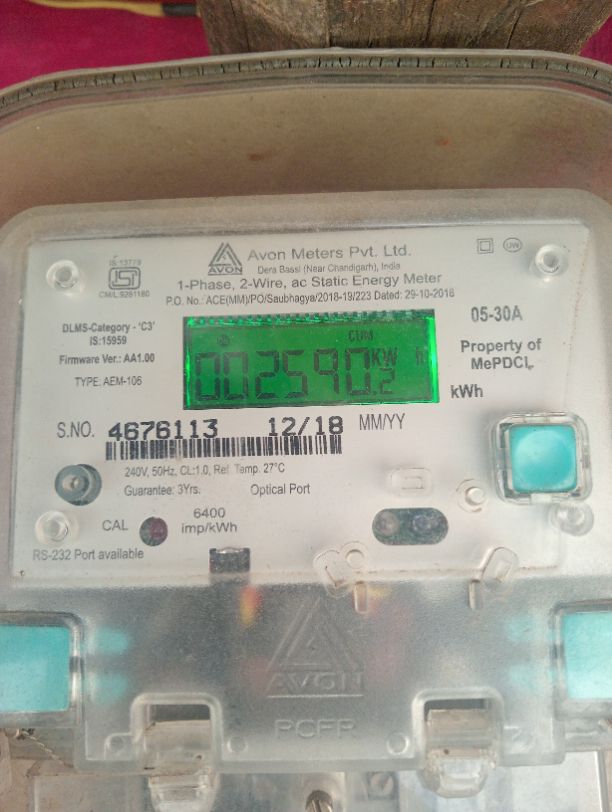 IS 13779
CM/L:9261180
AVON
Avon Meters Pvt. Ltd.
Dera Bassi (Near Chandigarh), India
UW
1-Phase, 2-Wire, ac Static Energy Meter
P.O. No.: ACE(MM)/PO/Saubhagya/2018-19/223 Dated: 29-10-2018
05-30A
DLMS-Category - 'C3'
IS:15959
Firmware Ver.: AA1.00
TYPE: AEM-106
CUM
002590.2 KW h
Property of
MePDCL
kWh
S.NO. 4676113 12/18 MM/YY
240V, 50Hz, CL:1.0, Ref. Temp. 27°C
Guarantee: 3Yrs. Optical Port
CAL
6400
imp/kWh
RS-232 Port available
AVON
PCFR